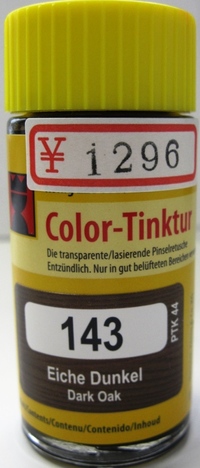 ¥ 1296
Color-Tinktur
Die transparente/lasierende Pinselretusche
Entzündlich. Nur in gut belüfteten Bereichen
143
PTK 44
Eiche Dunkel
Dark Oak
Contents/Contenu/Contenido/Inhoud